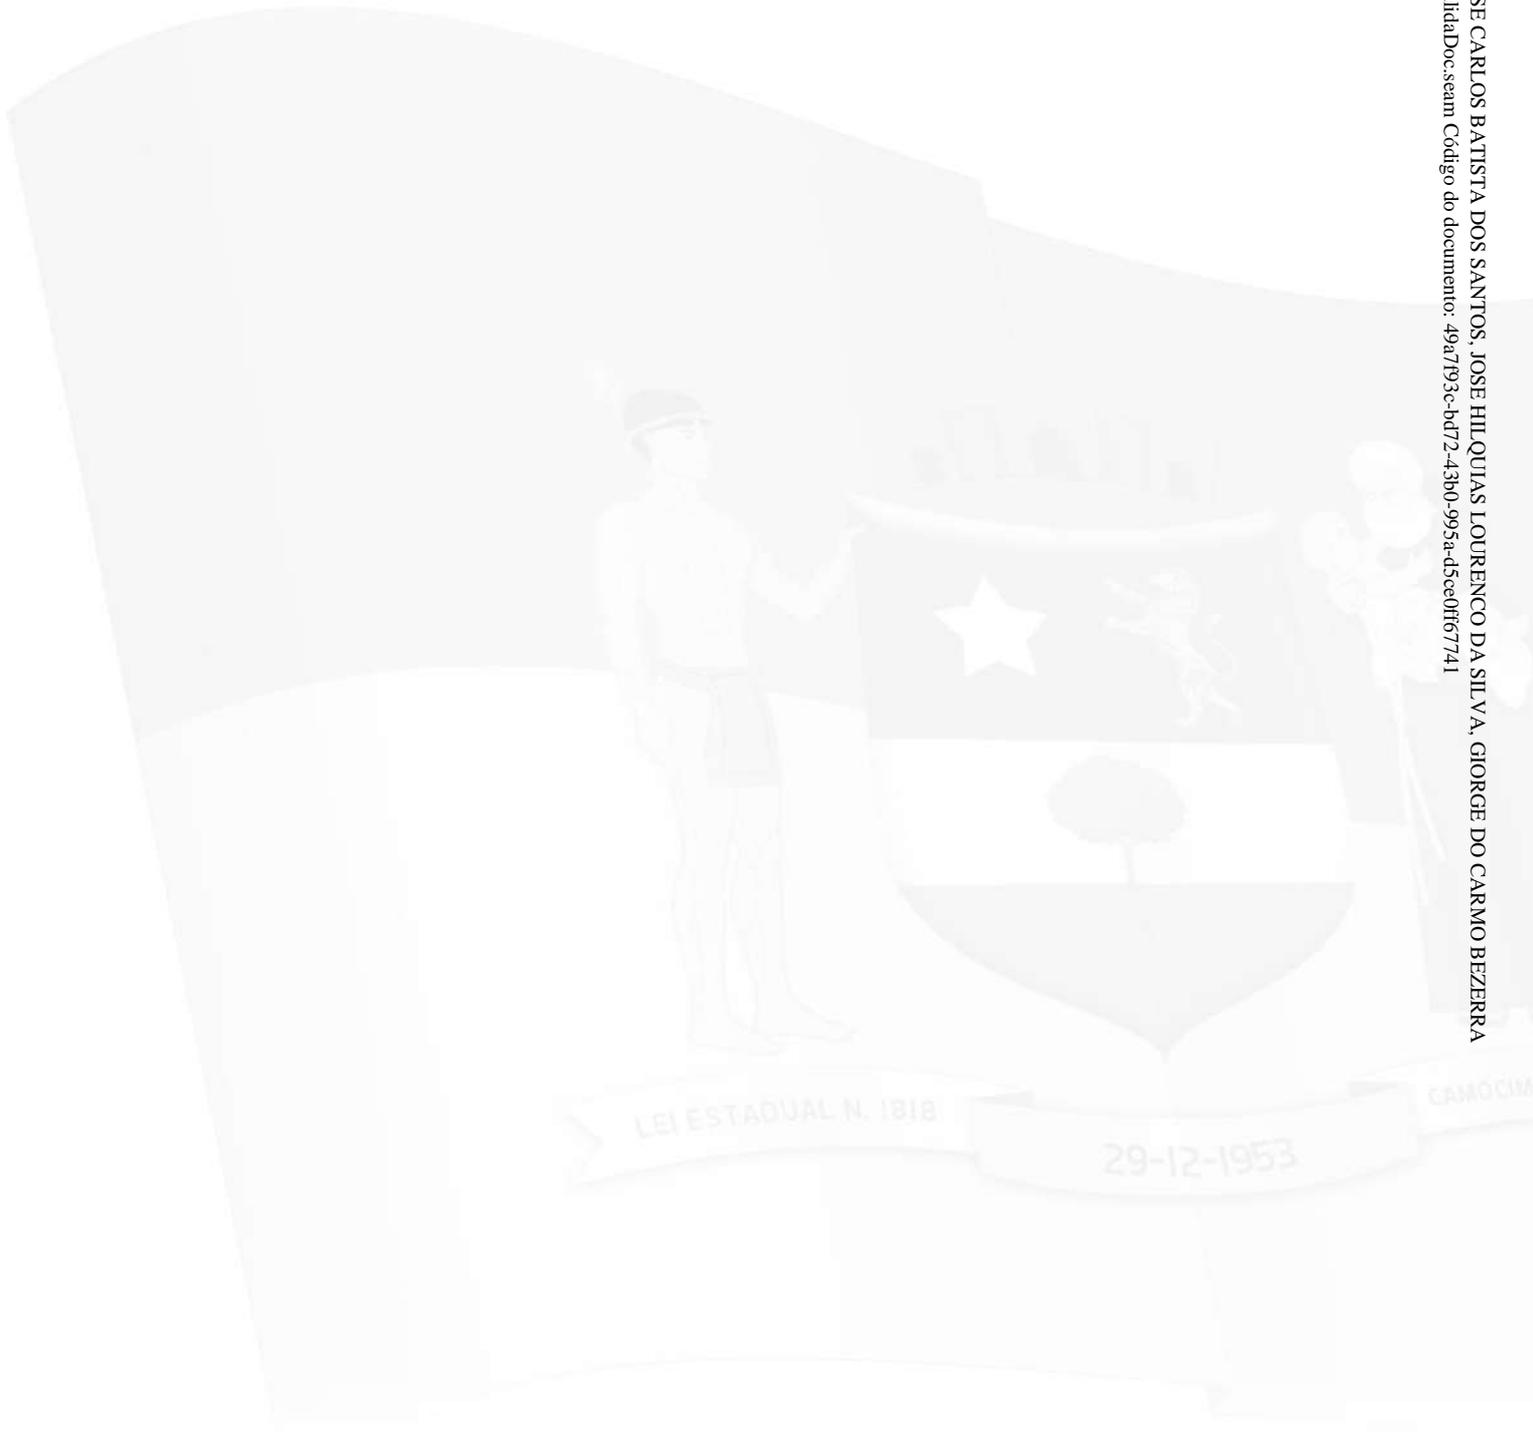 SE CARLOS BATISTA DOS SANTOS, JOSE HILQUIAS LOURENCO DA SILVA, GIORGE DO CARMO BEZERRA
lidaDoc.seam Código do documento: 49a7f93c-bd72-43b0-995a-d5ce0ff67741
LEI ESTADUAL N. 1818
29-12-1953
CAMOCIM